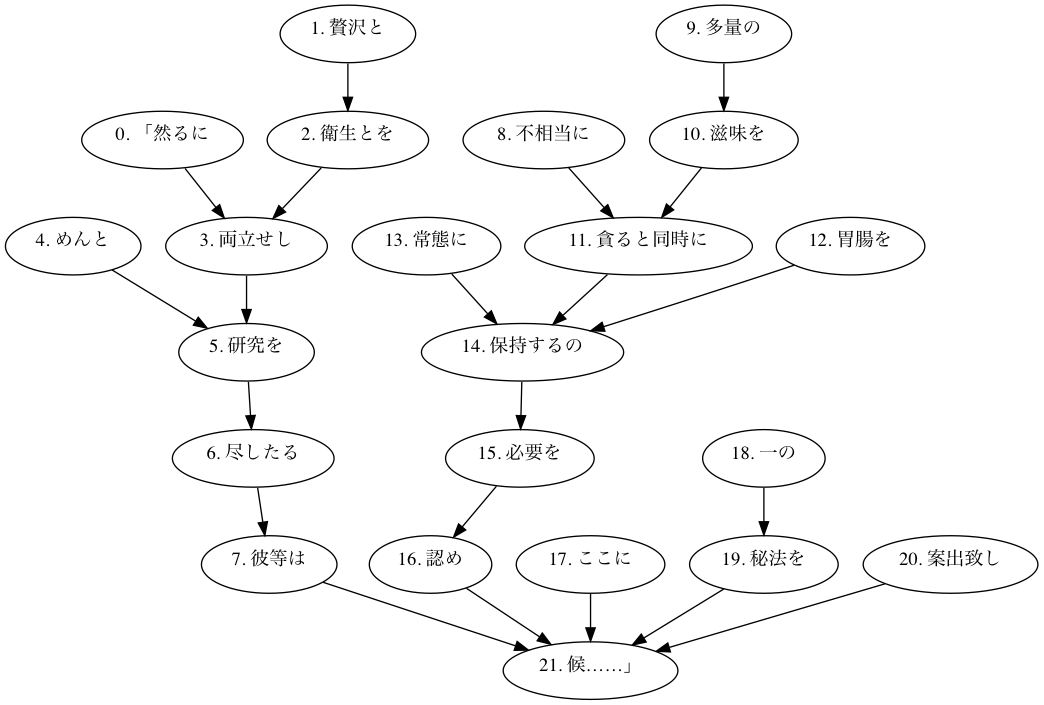 1. 贅沢と
9. 多量の
0. 「然るに
2. 衛生とを
8. 不相当に
10. 滋味を
4. めんと
3. 両立せし
13. 常態に
11. 貪ると同時に
12. 胃腸を
5. 研究を
14. 保持するの
6. 尽したる
15. 必要を
18. 一の
7. 彼等は
16. 認め
17. ここに
19. 秘法を
20. 案出致し
21. 候……」